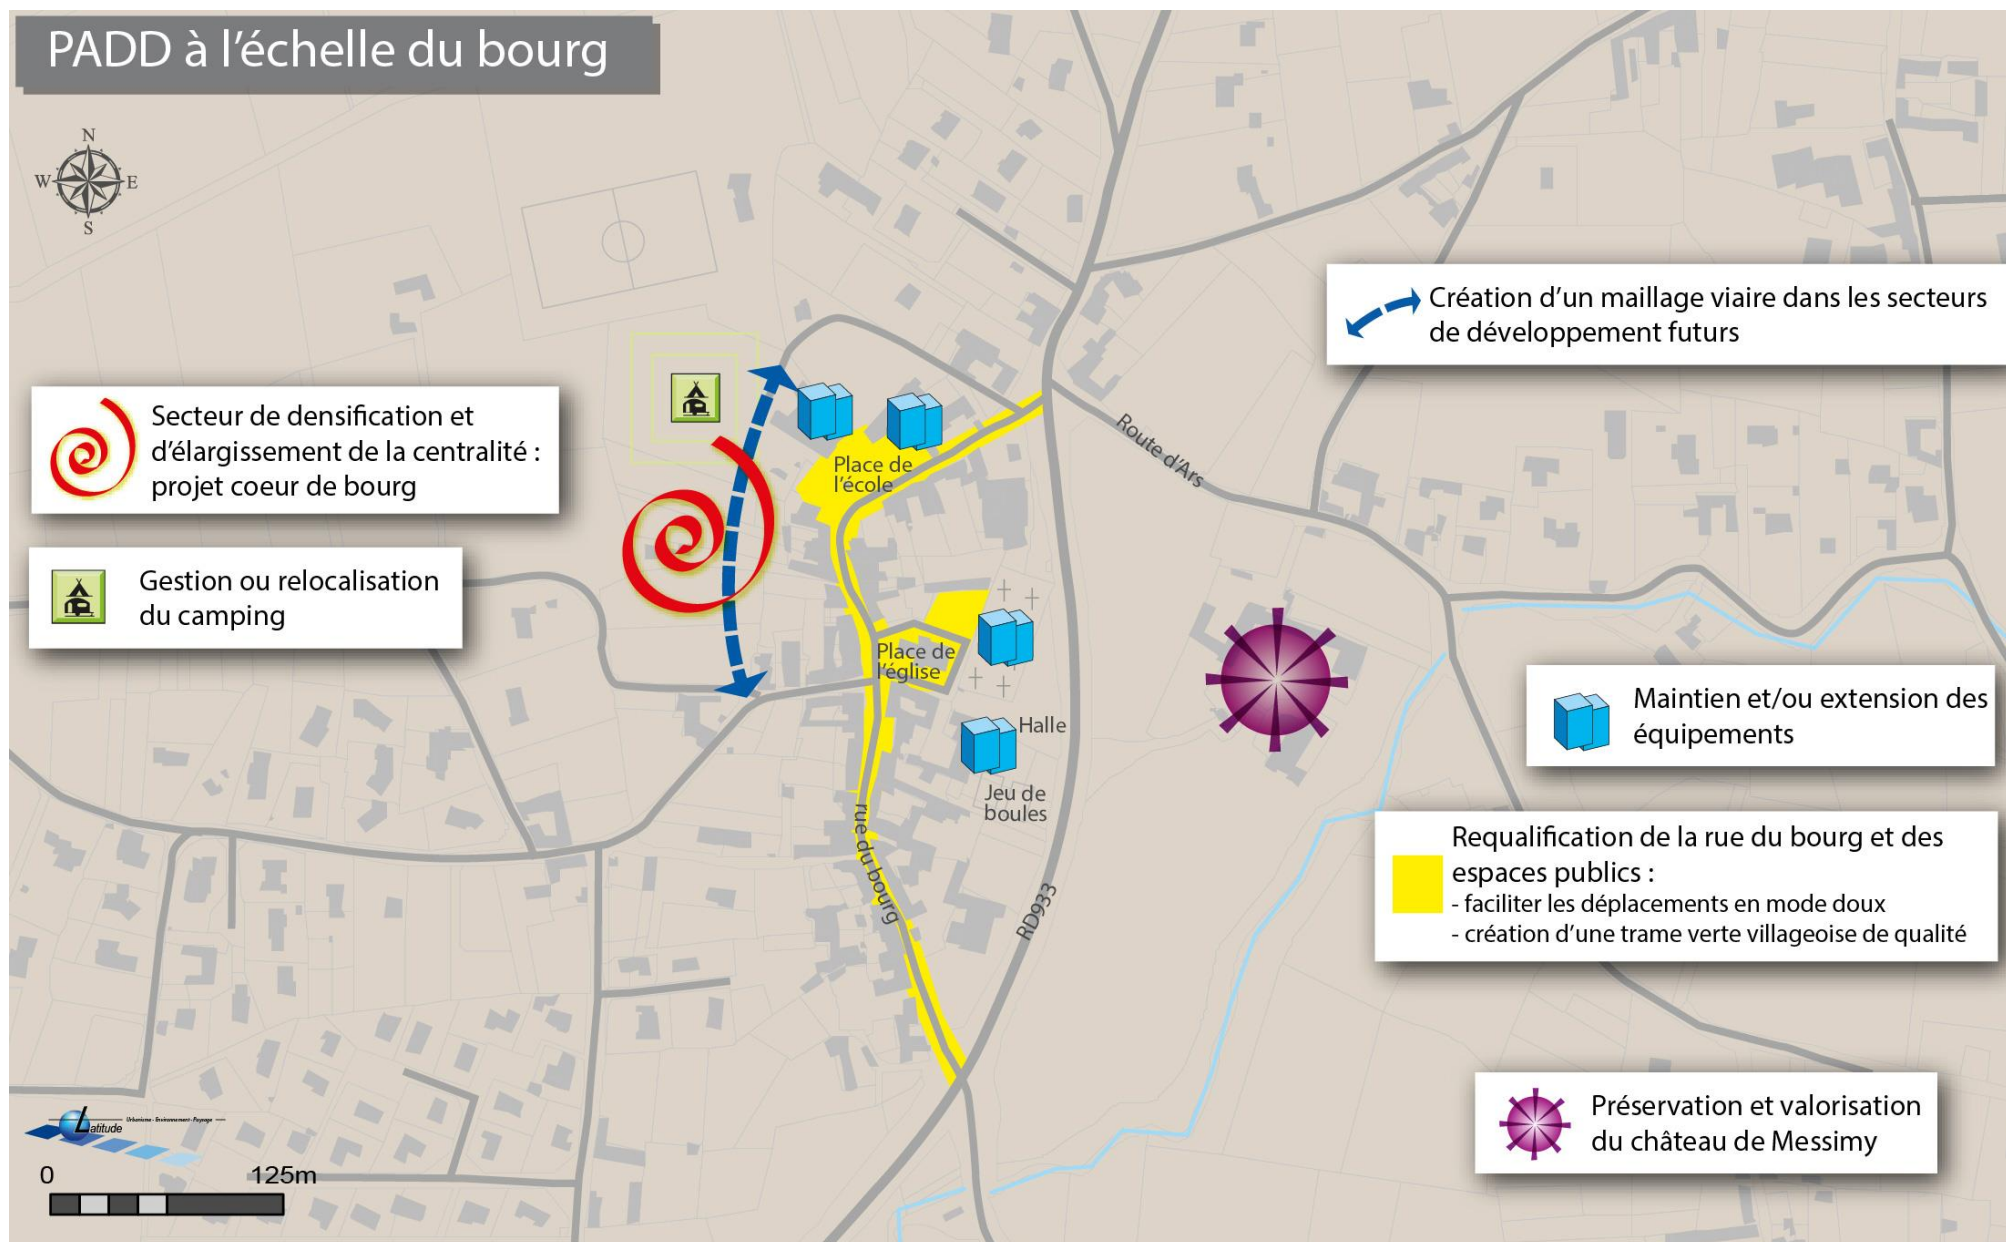 PADD à l'échelle du bourg
N
W E
S
Création d'un maillage viaire dans les secteurs
de développement futurs
Secteur de densification et
d'élargissement de la centralité :
projet coeur de bourg
Gestion ou relocalisation
du camping
Place de
l'école
Route d'Ars
Place de
l'église
Halle
Jeu de
boules
rue du bourg
RD933
Maintien et/ou extension des
équipements
Requalification de la rue du bourg et des
espaces publics :
- faciliter les déplacements en mode doux
- création d'une trame verte villageoise de qualité
Préservation et valorisation
du château de Messimy
Latitude
Urbanisme - Environnement - Paysage
0 125m